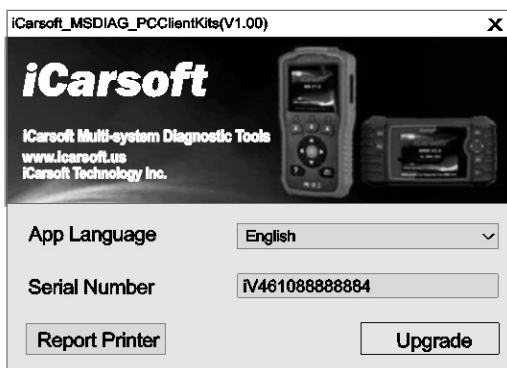 iCarsoft_MSDIAG_PCClientKits(V1.00) X
iCarsoft
iCarsoft Multi-system Diagnostic Tools
www.icarsoft.us
iCarsoft Technology Inc.
App Language English
Serial Number iV461088888884
Report Printer Upgrade